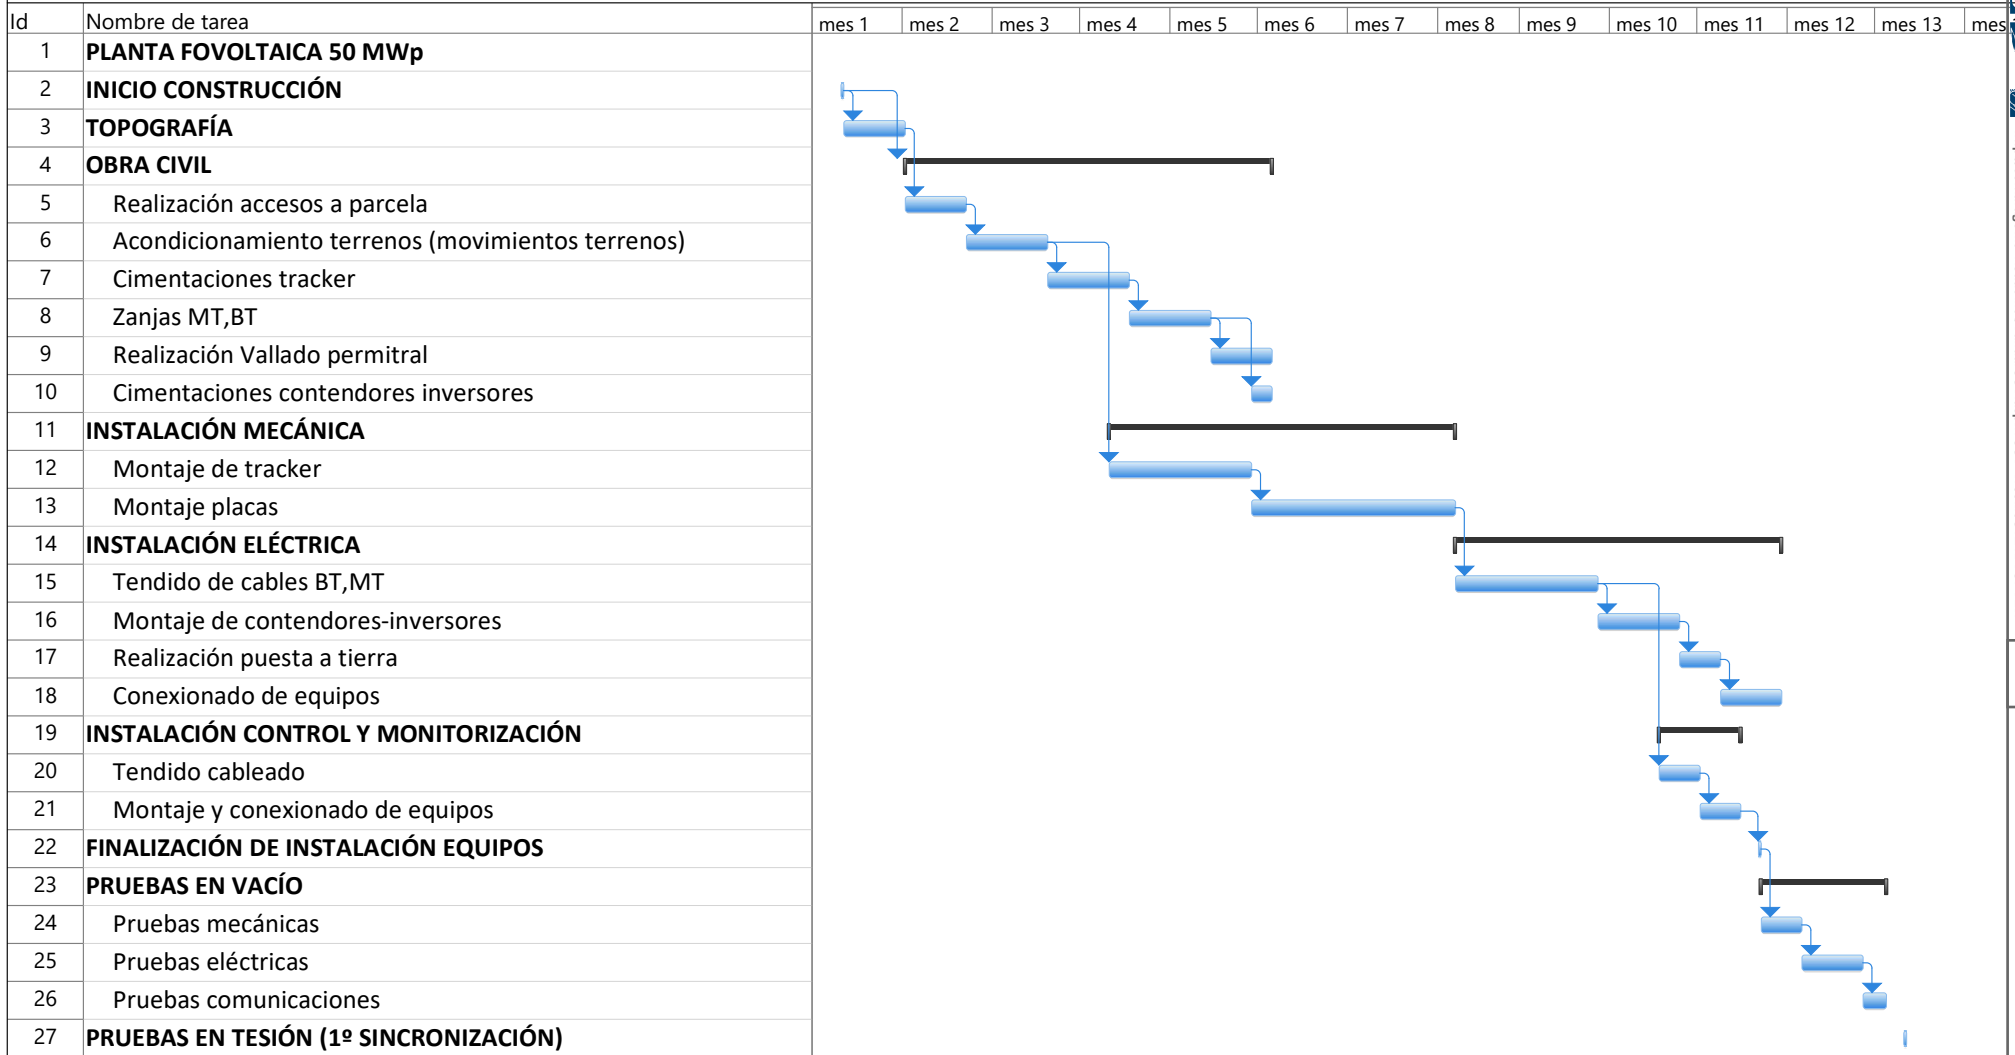 Id Nombre de tarea mes 1 mes 2 mes 3 mes 4 mes 5 mes 6 mes 7 mes 8 mes 9 mes 10 mes 11 mes 12 mes 13 mes
1 PLANTA FOVOLTAICA 50 MWp
2 INICIO CONSTRUCCIÓN
3 TOPOGRAFÍA
4 OBRA CIVIL
5 Realización accesos a parcela
6 Acondicionamiento terrenos (movimientos terrenos)
7 Cimentaciones tracker
8 Zanjas MT,BT
9 Realización Vallado permitral
10 Cimentaciones contendores inversores
11 INSTALACIÓN MECÁNICA
12 Montaje de tracker
13 Montaje placas
14 INSTALACIÓN ELÉCTRICA
15 Tendido de cables BT,MT
16 Montaje de contendores-inversores
17 Realización puesta a tierra
18 Conexionado de equipos
19 INSTALACIÓN CONTROL Y MONITORIZACIÓN
20 Tendido cableado
21 Montaje y conexionado de equipos
22 FINALIZACIÓN DE INSTALACIÓN EQUIPOS
23 PRUEBAS EN VACÍO
24 Pruebas mecánicas
25 Pruebas eléctricas
26 Pruebas comunicaciones
27 PRUEBAS EN TESIÓN (1º SINCRONIZACIÓN)